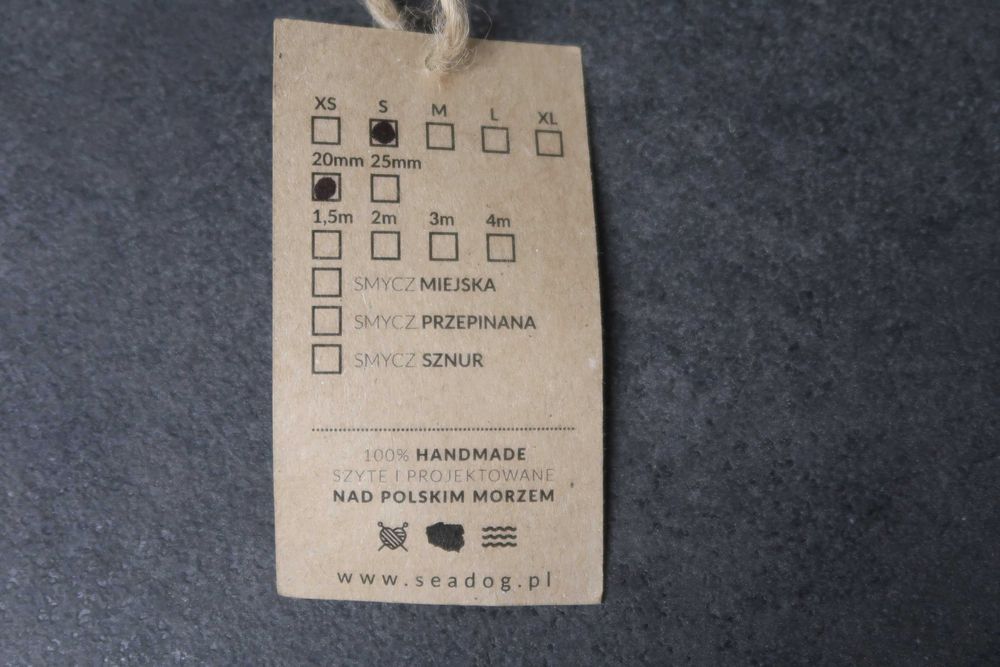 XS S M L XL
20mm 25mm
1,5m 2m 3m 4m
SMYCZ MIEJSKA
SMYCZ PRZEPINANA
SMYCZ SZNUR
100% HANDMADE
SZYTE I PROJEKTOWANE
NAD POLSKIM MORZEM
www.seadog.pl